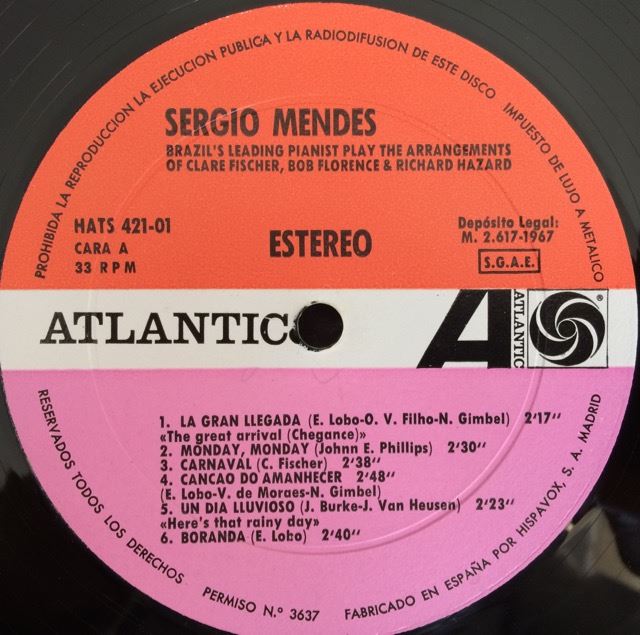 PROHIBIDA LA REPRODUCCION LA EJECUCION PUBLICA Y LA RADIODIFUSION DE ESTE DISCO
IMPUESTO DE LUJO A METALICO
SERGIO MENDES
BRAZIL'S LEADING PIANIST PLAY THE ARRANGEMENTS
OF CLARE FISCHER, BOB FLORENCE & RICHARD HAZARD
HATS 421-01
CARA A
33 RPM
ESTEREO
Depósito Legal:
M. 2.617-1967
S.G.A.E.
ATLANTIC
A
ATLANTIC
®
1. LA GRAN LLEGADA (E. Lobo-O. V. Filho-N. Gimbel) 2'17''
«The great arrival (Chegance)»
2. MONDAY, MONDAY (Johnn E. Phillips) 2'30''
3. CARNAVAL (C. Fischer) 2'38''
4. CANCAO DO AMANHECER 2'48''
(E. Lobo-V. de Moraes-N. Gimbel)
5. UN DIA LLUVIOSO (J. Burke-J. Van Heusen) 2'23''
«Here's that rainy day»
6. BORANDA (E. Lobo) 2'40''
RESERVADOS TODOS LOS DERECHOS
PERMISO N.º 3637
FABRICADO EN ESPAÑA POR HISPAVOX, S. A. MADRID